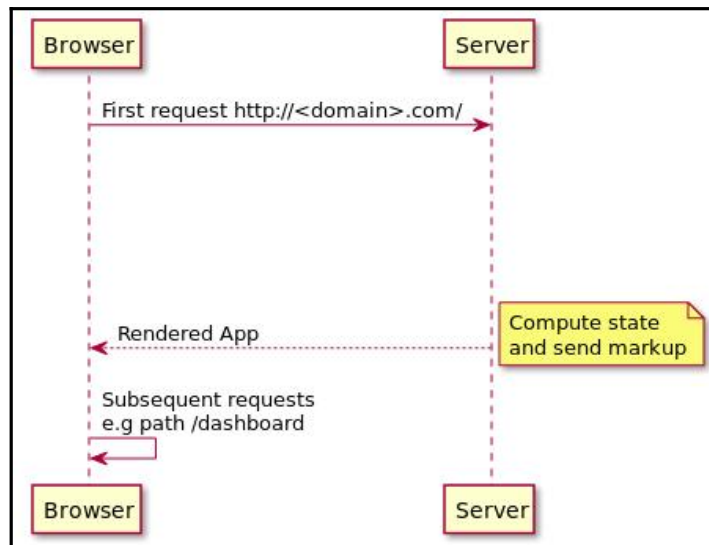 Browser
Server
First request http://<domain>.com/
Rendered App
Compute state
and send markup
Subsequent requests
e.g path /dashboard
Browser
Server